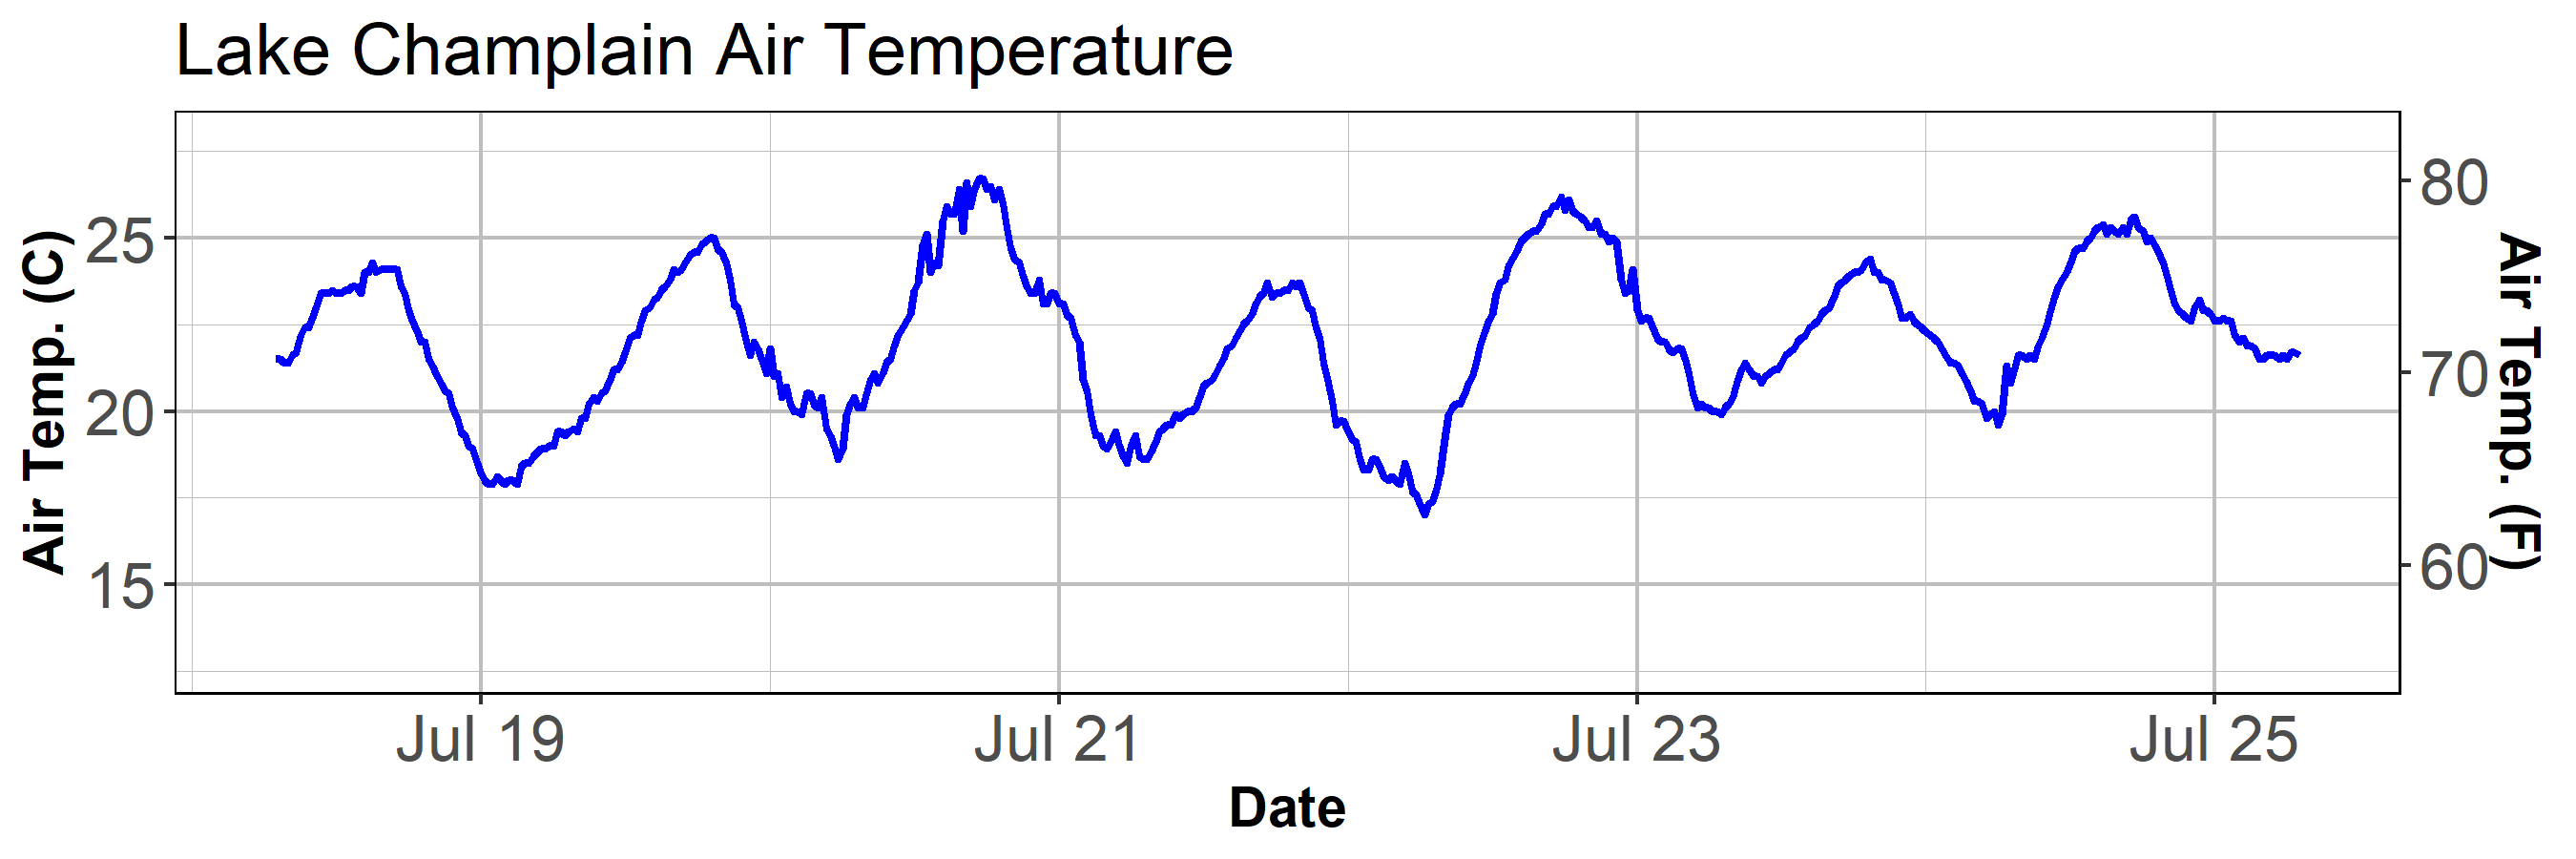 Lake Champlain Air Temperature
Air Temp. (C)
25
20
15
80
70
60
Air Temp. (F)
Jul 19
Jul 21
Jul 23
Jul 25
Date